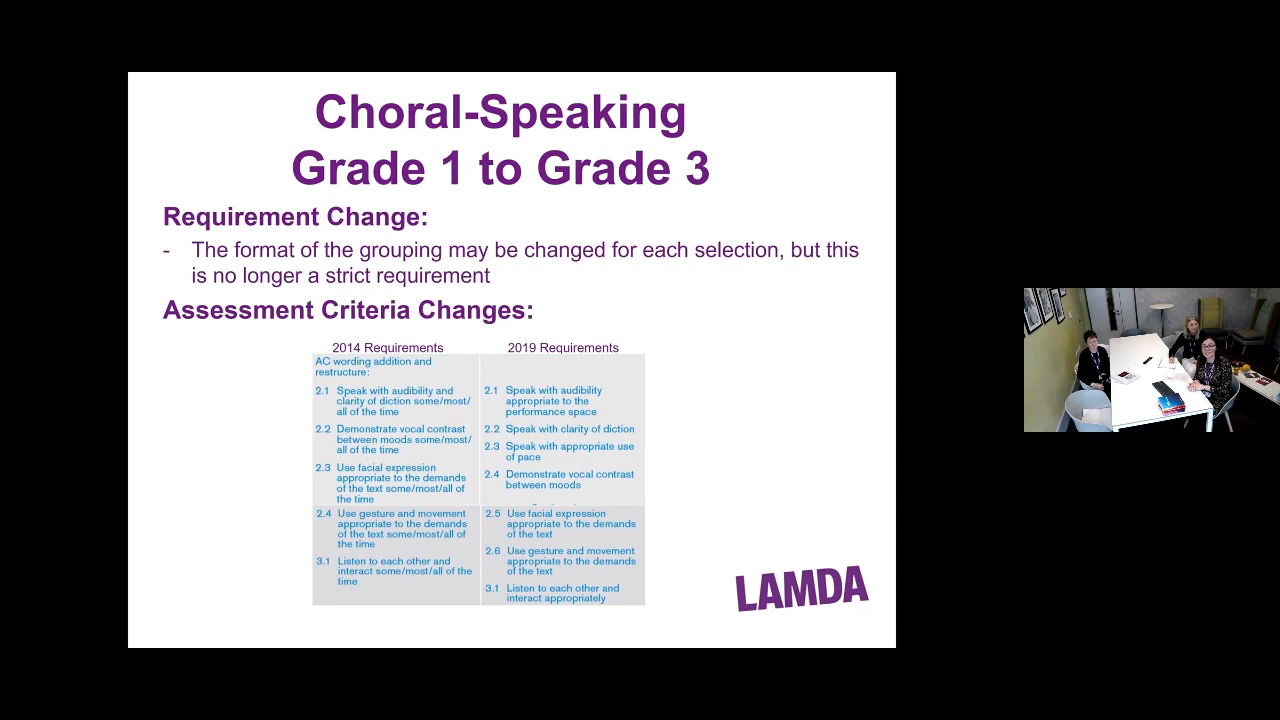 Choral-Speaking
Grade 1 to Grade 3
Requirement Change:
- The format of the grouping may be changed for each selection, but this
is no longer a strict requirement
Assessment Criteria Changes:
2014 Requirements
AC wording addition and
restructure:
2.1 Speak with audibility and
clarity of diction some/most/
all of the time
2.2 Demonstrate vocal contrast
between moods some/most/
all of the time
2.3 Use facial expression
appropriate to the demands
of the text some/most/all of
the time
2.4 Use gesture and movement
appropriate to the demands
of the text some/most/all of
the time
3.1 Listen to each other and
interact some/most/all of the
time
2019 Requirements
2.1 Speak with audibility
appropriate to the
performance space
2.2 Speak with clarity of diction
2.3 Speak with appropriate use
of pace
2.4 Demonstrate vocal contrast
between moods
2.5 Use facial expression
appropriate to the demands
of the text
2.6 Use gesture and movement
appropriate to the demands
of the text
3.1 Listen to each other and
interact appropriately
LAMDA